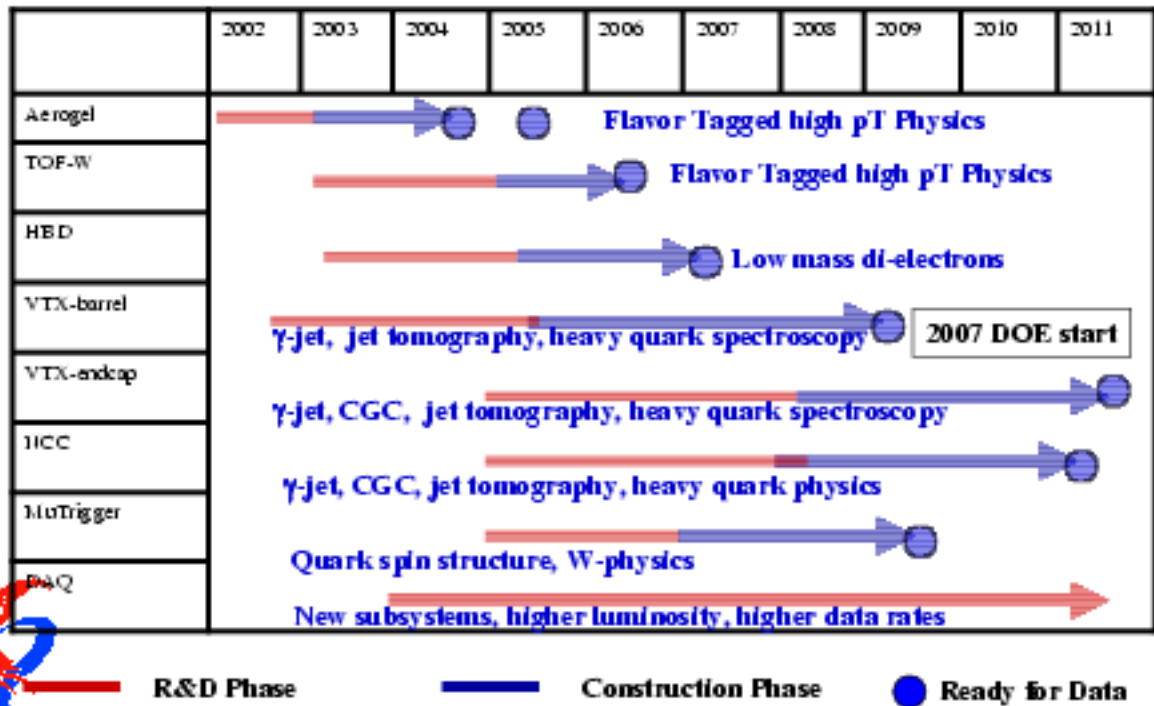 2002 2003 2004 2005 2006 2007 2008 2009 2010 2011
Aerogel Flavor Tagged high pT Physics
TOF-W Flavor Tagged high pT Physics
HBD Low mass di-electrons
VTX-barrel
γ-jet, jet tomography, heavy quark spectroscopy 2007 DOE start
VTX-endcap
γ-jet, CGC, jet tomography, heavy quark spectroscopy
NCC
γ-jet, CGC, jet tomography, heavy quark physics
MuTrigger
Quark spin structure, W-physics
DAQ
New subsystems, higher luminosity, higher data rates
R&D Phase Construction Phase Ready for Data